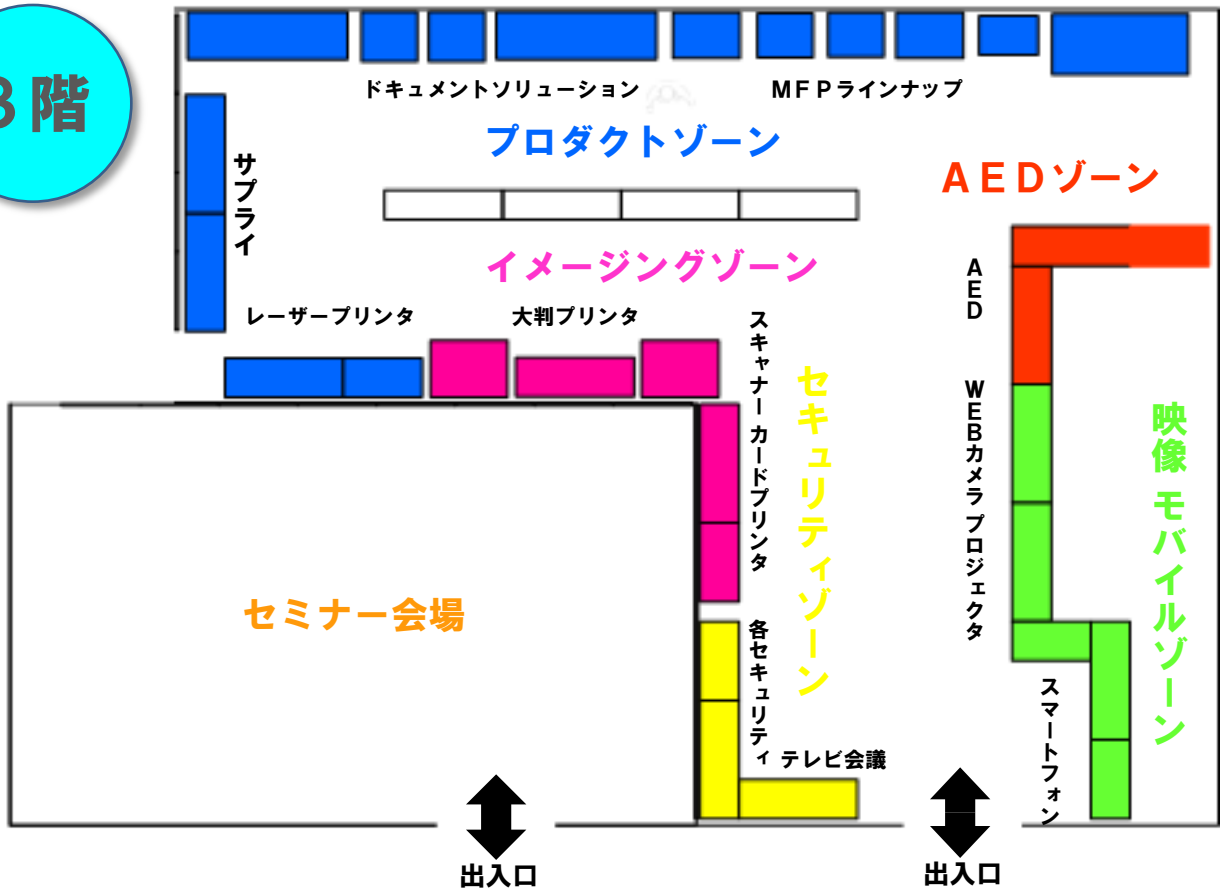 3階
ドキュメントソリューション
MFPラインナップ
プロダクトゾーン
サプライ
AEDゾーン
イメージングゾーン
AED
レーザープリンタ
大判プリンタ
スキャナー カードプリンタ
セキュリティゾーン
WEBカメラ プロジェクタ
映像 モバイルゾーン
セミナー会場
各セキュリティ
スマートフォン
テレビ会議
出入口
出入口